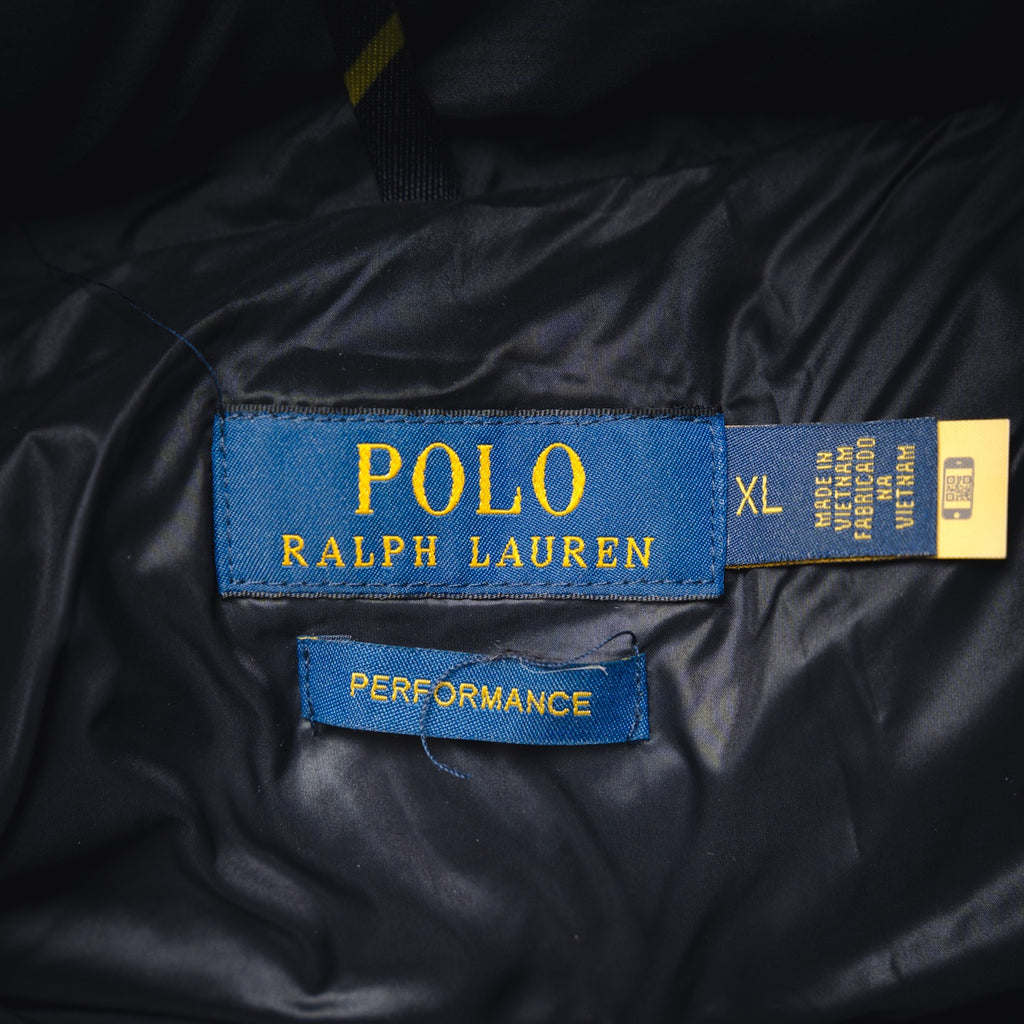 POLO
RALPH LAUREN
XL
MADE IN
VIETNAM
FABRICADO
NA
VIETNAM
PERFORMANCE